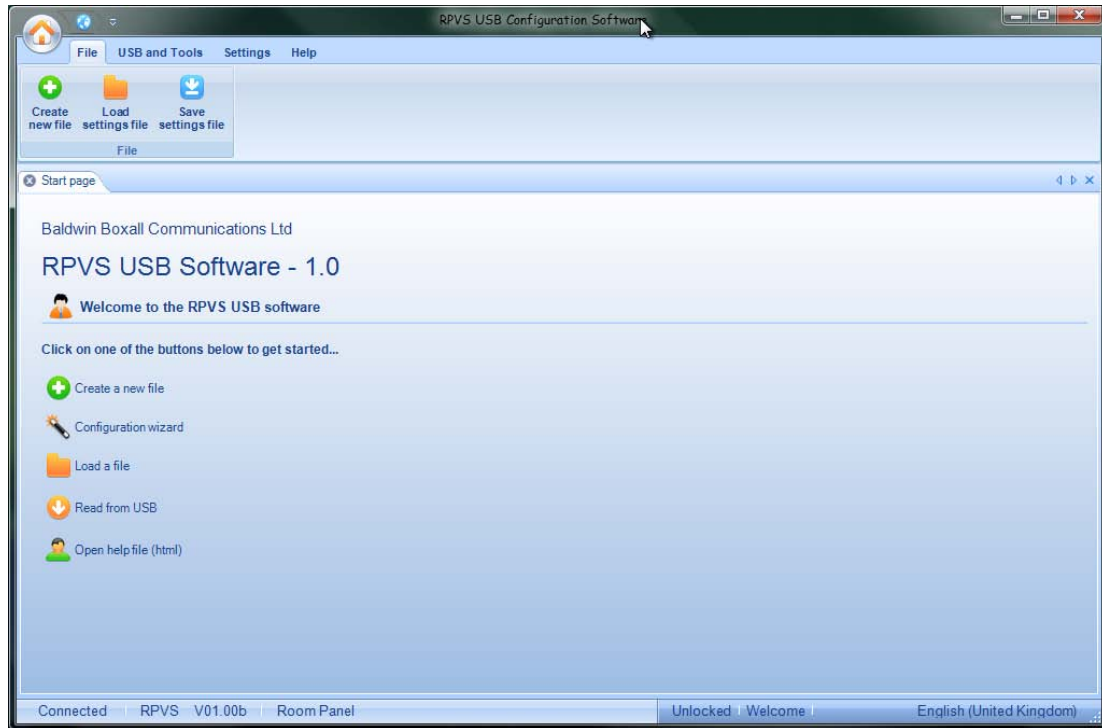 RPVS USB Configuration Software
File USB and Tools Settings Help
Create new file
Load settings file
Save settings file
File
Start page
Baldwin Boxall Communications Ltd
RPVS USB Software - 1.0
Welcome to the RPVS USB software
Click on one of the buttons below to get started...
Create a new file
Configuration wizard
Load a file
Read from USB
Open help file (html)
Connected RPVS V01.00b Room Panel Unlocked Welcome English (United Kingdom)